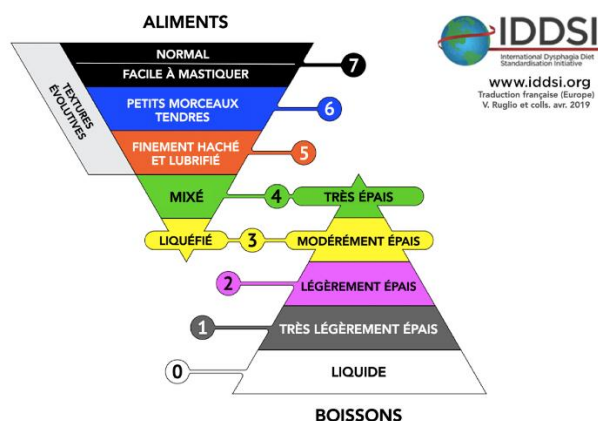 ALIMENTS
IDDSI
International Dysphagia Diet
Standardisation Initiative
www.iddsi.org
Traduction française (Europe)
V. Ruglio et colls. avr. 2019
TEXTURES
ÉVOLUTIVES
NORMAL
FACILE À MASTIQUER
7
PETITS MORCEAUX
TENDRES
6
FINEMENT HACHÉ
ET LUBRIFIÉ
5
MIXÉ
4
TRÈS ÉPAIS
LIQUÉFIÉ
3
MODÉRÉMENT ÉPAIS
2
LÉGÈREMENT ÉPAIS
1
TRÈS LÉGÈREMENT ÉPAIS
0
LIQUIDE
BOISSONS